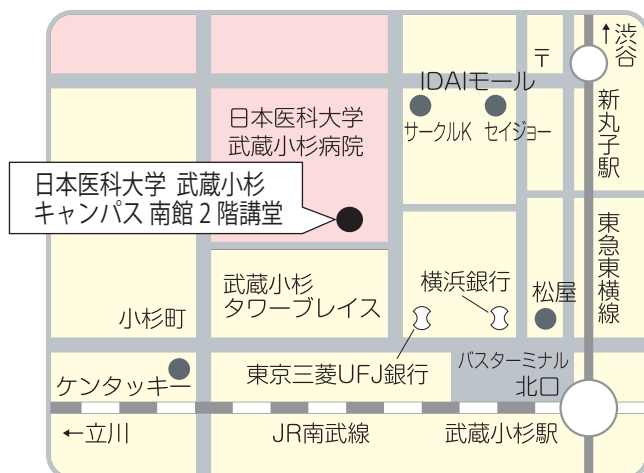 ↑渋谷
〒
IDAIモール
サークルK セイジョー
新丸子駅
日本医科大学
武蔵小杉病院
日本医科大学 武蔵小杉
キャンパス 南館２階講堂
東急東横線
武蔵小杉
タワープレイス
横浜銀行
松屋
小杉町
ケンタッキー
東京三菱UFJ銀行
バスターミナル
北口
←立川
JR南武線
武蔵小杉駅